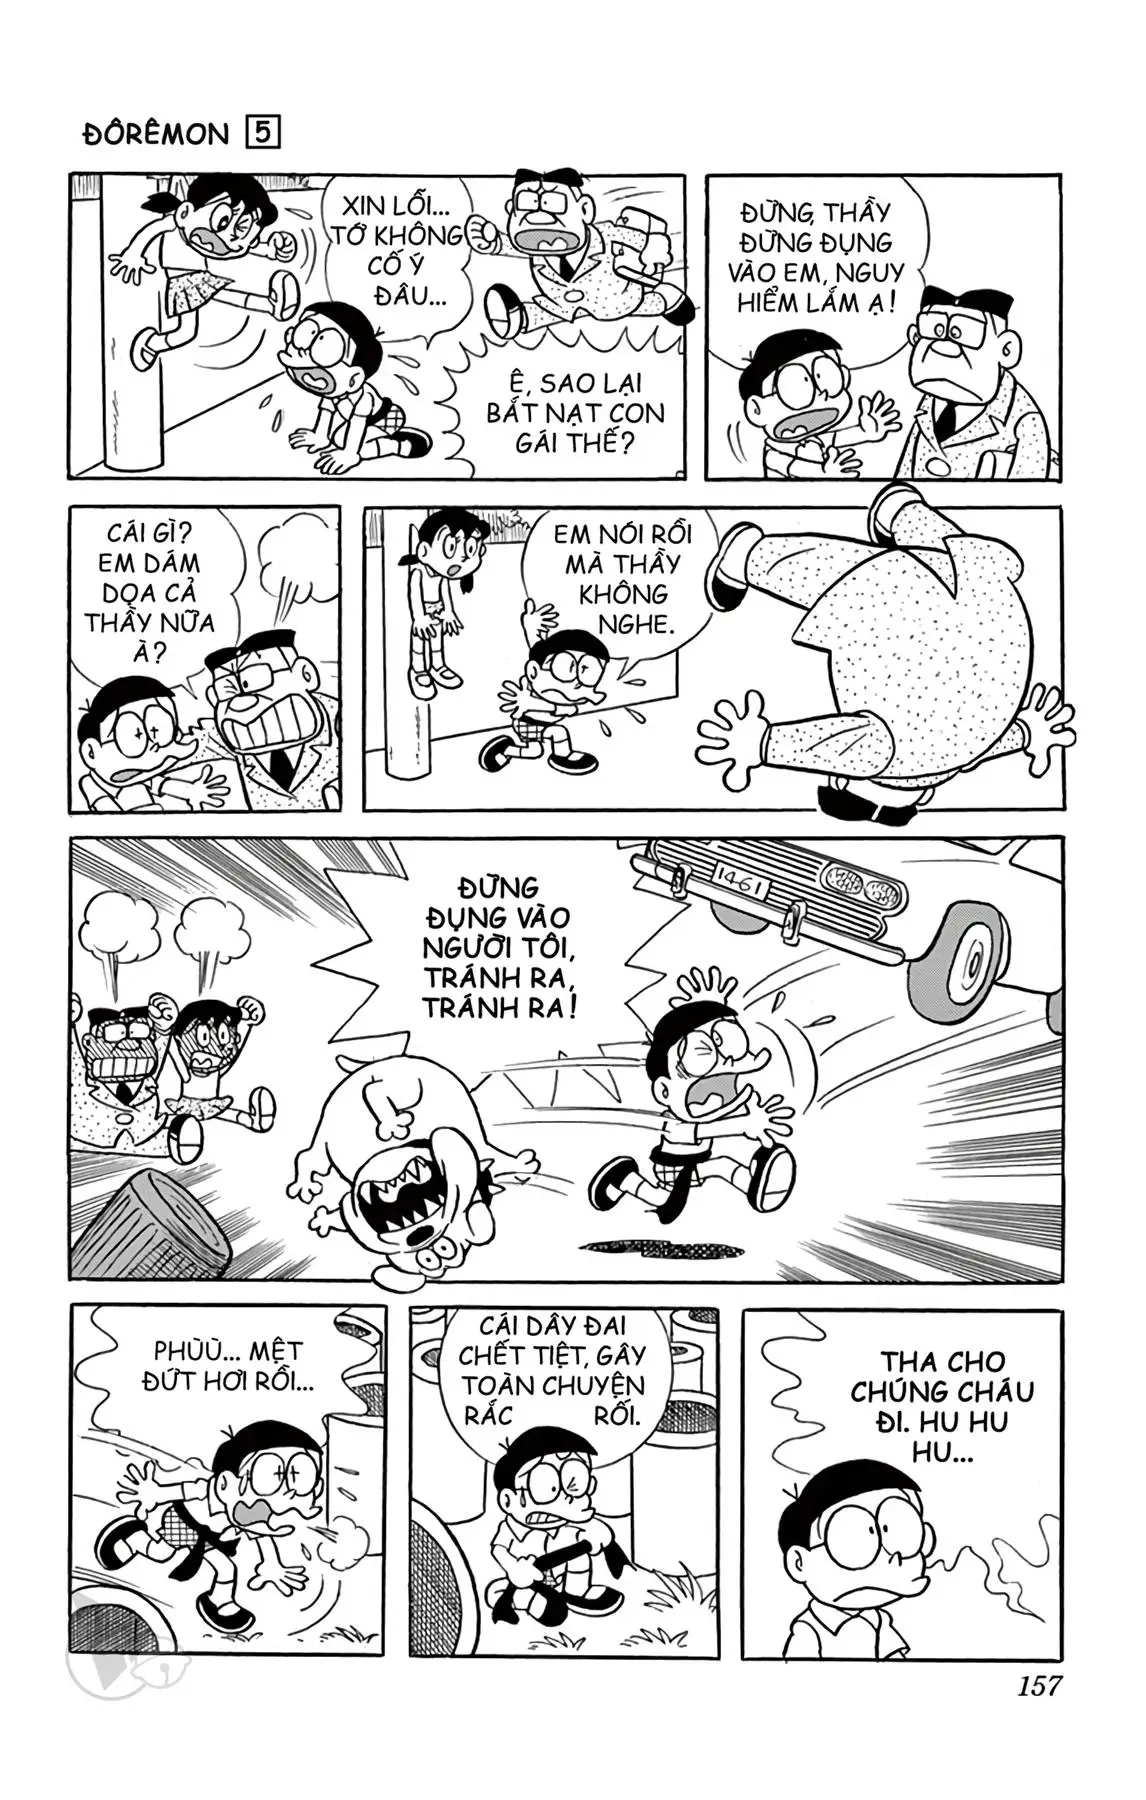 ĐÔRÊMON 5
XIN LỖI...
TỚ KHÔNG
CỐ Ý
ĐÂU...
Ê, SAO LẠI
BẮT NẠT CON
GÁI THẾ?
ĐỪNG, THẦY
ĐỪNG ĐỤNG
VÀO EM, NGUY
HIỂM LẮM Ạ!
CÁI GÌ?
EM DÁM
DỌA CẢ
THẦY NỮA
À?
EM NÓI RỒI
MÀ THẦY
KHÔNG
NGHE.
ĐỪNG
ĐỤNG VÀO
NGƯỜI TÔI,
TRÁNH RA,
TRÁNH RA!
1461
PHÙÙ... MỆT
ĐỨT HƠI RỒI...
CÁI DÂY ĐAI
CHẾT TIỆT, GÂY
TOÀN CHUYỆN
RẮC RỐI.
THA CHO
CHÚNG CHÁU
ĐI. HU HU
HU...
157